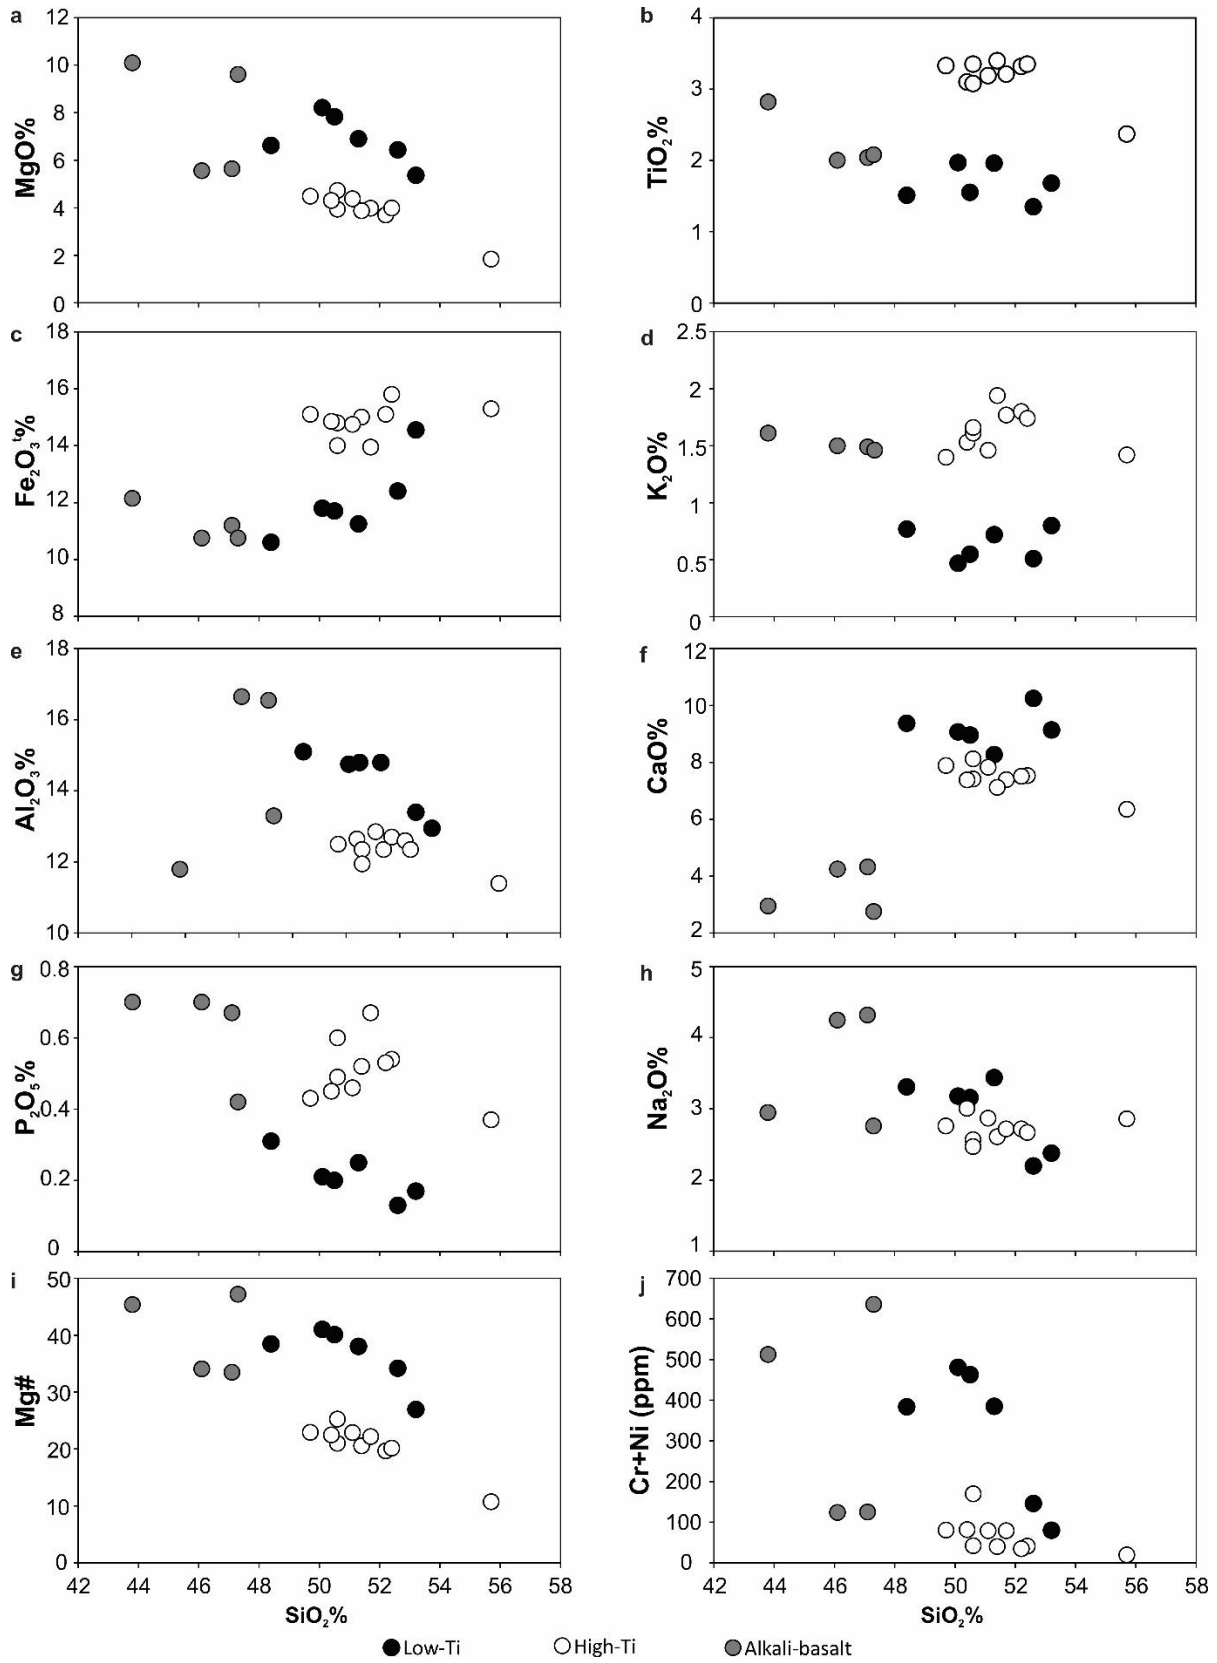 a
12
10
8
6
4
2
0
MgO%
b
4
3
2
1
0
TiO₂%
c
18
16
14
12
10
8
Fe₂O₃ᵗ%
d
2.5
2
1.5
1
0.5
0
K₂O%
e
18
16
14
12
10
Al₂O₃%
f
12
10
8
6
4
2
CaO%
g
0.8
0.6
0.4
0.2
0
P₂O₅%
h
5
4
3
2
1
Na₂O%
i
50
40
30
20
10
0
Mg#
42 44 46 48 50 52 54 56 58
SiO₂%
j
700
600
500
400
300
200
100
0
Cr+Ni (ppm)
42 44 46 48 50 52 54 56 58
SiO₂%
Low-Ti High-Ti Alkali-basalt